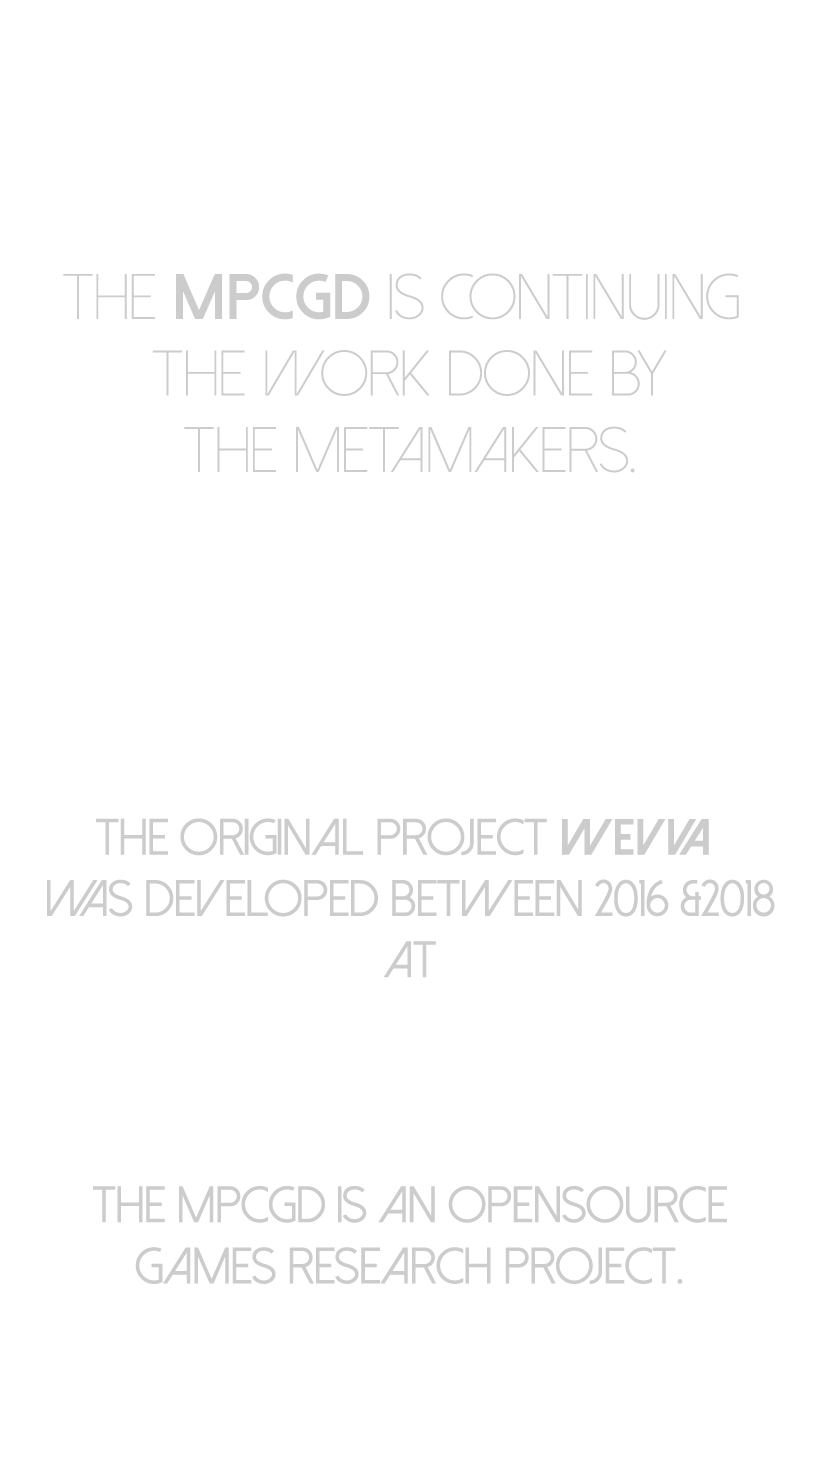 THE MPCGD IS CONTINUING
THE WORK DONE BY
THE METAMAKERS.
THE ORIGINAL PROJECT WEVVA
WAS DEVELOPED BETWEEN 2016 &2018
AT
THE MPCGD IS AN OPENSOURCE
GAMES RESEARCH PROJECT.